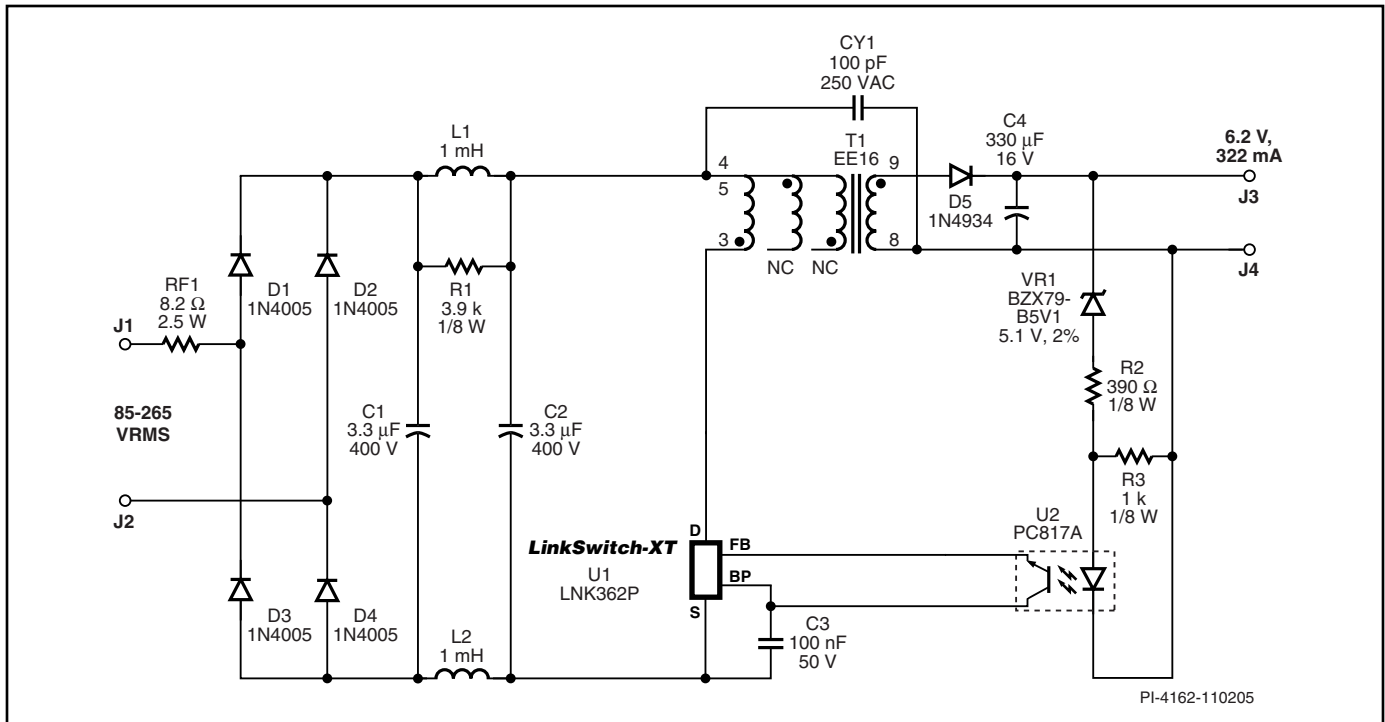 CY1
100 pF
250 VAC
L1
1 mH
T1
EE16
C4
330 µF
16 V
6.2 V,
322 mA
4
5
3
9
8
D5
1N4934
J3
J4
NC
NC
RF1
8.2 Ω
2.5 W
D1
1N4005
D2
1N4005
R1
3.9 k
1/8 W
VR1
BZX79-
B5V1
5.1 V, 2%
J1
R2
390 Ω
1/8 W
85-265
VRMS
C1
3.3 µF
400 V
C2
3.3 µF
400 V
R3
1 k
1/8 W
J2
U2
PC817A
LinkSwitch-XT
U1
LNK362P
D
FB
BP
S
D3
1N4005
D4
1N4005
L2
1 mH
C3
100 nF
50 V
PI-4162-110205